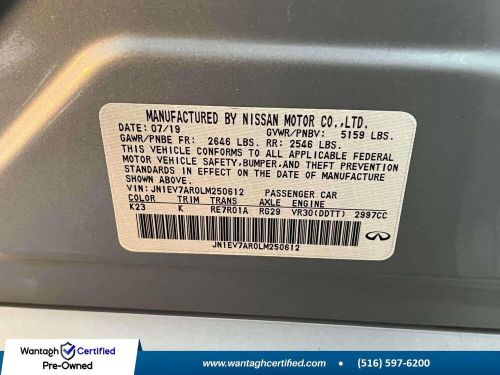 MANUFACTURED BY NISSAN MOTOR CO.,LTD.
DATE: 07/19 GVWR/PNBV: 5159 LBS.
GAWR/PNBE FR: 2646 LBS. RR: 2546 LBS.
THIS VEHICLE CONFORMS TO ALL APPLICABLE FEDERAL
MOTOR VEHICLE SAFETY, BUMPER, AND THEFT PREVENTION
STANDARDS IN EFFECT ON THE DATE OF MANUFACTURE
SHOWN ABOVE.
VIN:JN1EV7AR0LM250612 PASSENGER CAR
COLOR TRIM TRANS AXLE ENGINE
K23 K RE7R01A RG29 VR30(DDTT) 2997CC
JN1EV7AR0LM250612
Wantagh Certified
Pre-Owned
www.wantaghcertified.com
(516) 597-6200